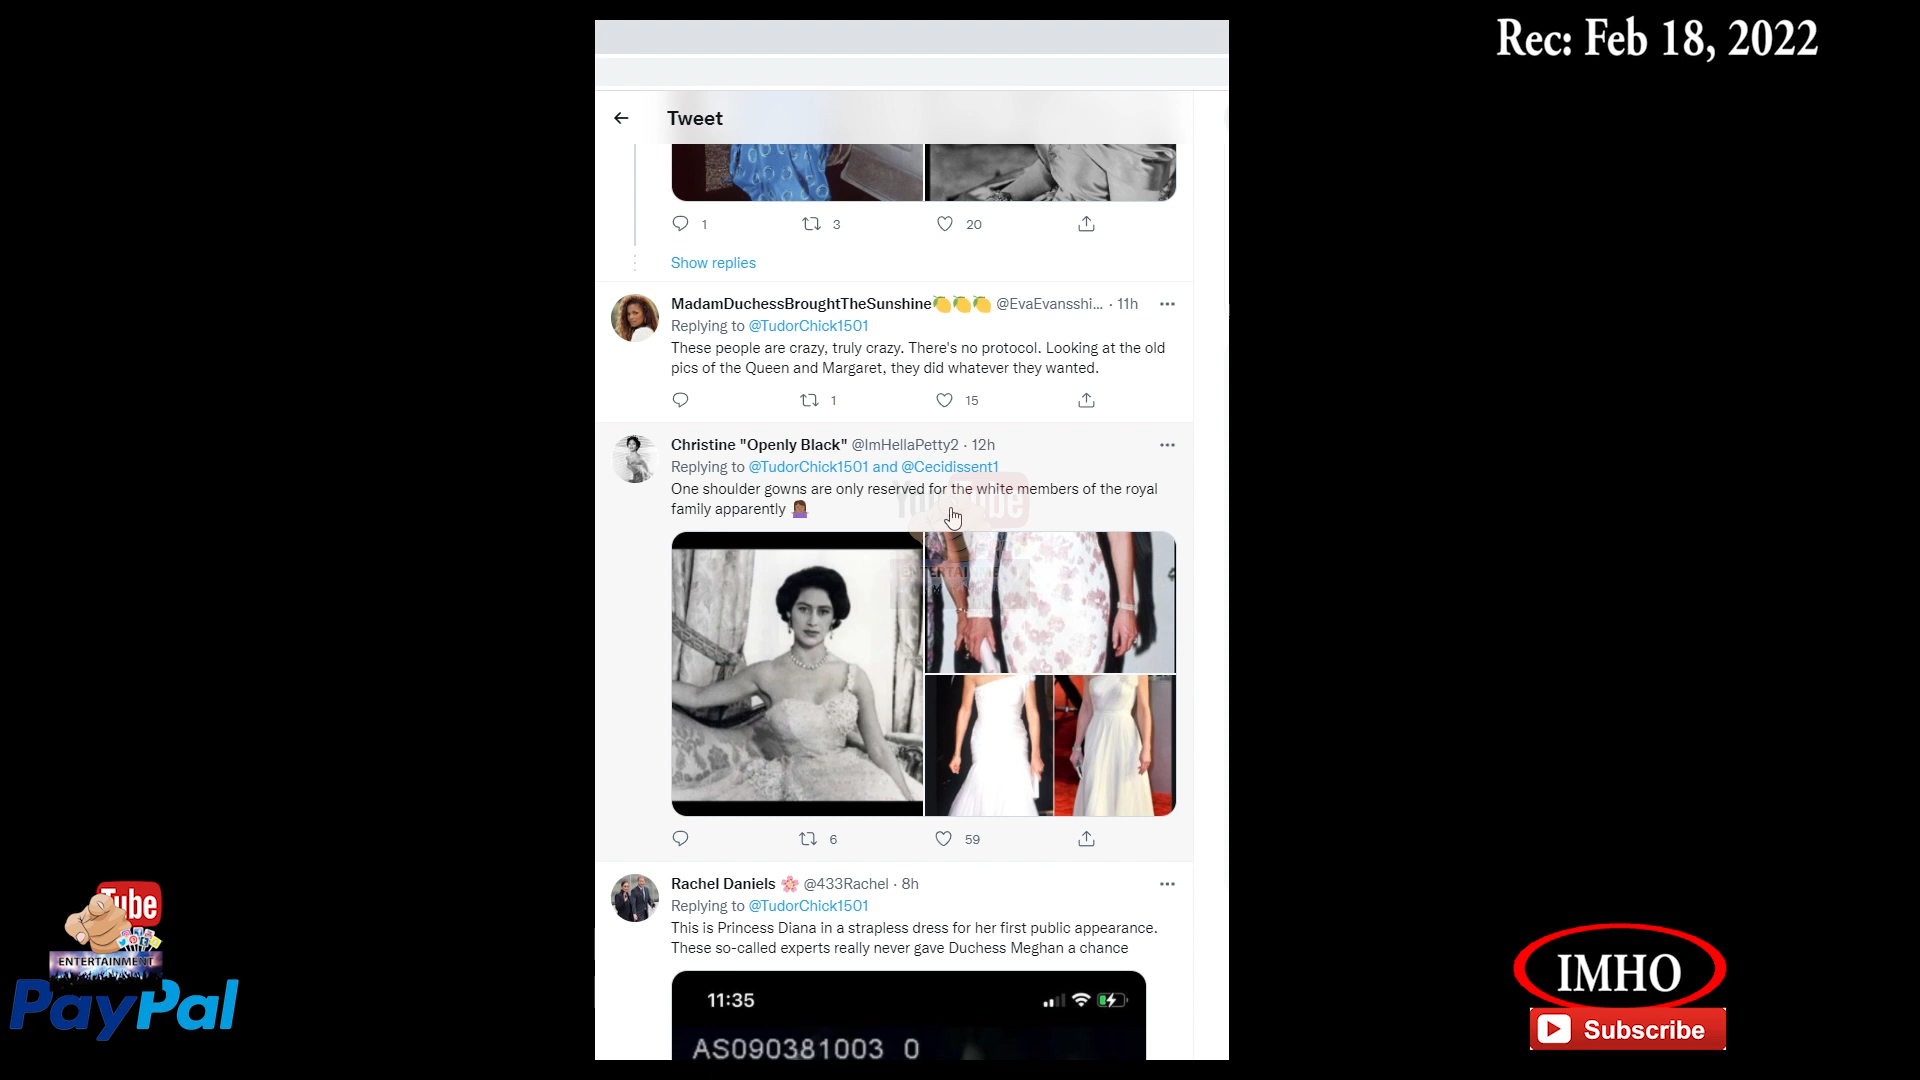 Rec: Feb 18, 2022
Tweet
1 3 20
Show replies
MadamDuchessBroughtTheSunshine🍋🍋🍋 @EvaEvansshi... · 11h
Replying to @TudorChick1501
These people are crazy, truly crazy. There's no protocol. Looking at the old
pics of the Queen and Margaret, they did whatever they wanted.
1 15
Christine "Openly Black" @ImHellaPetty2 · 12h
Replying to @TudorChick1501 and @Cecidissent1
One shoulder gowns are only reserved for the white members of the royal
family apparently 🤷🏾‍♀️
YouTube
ENTERTAINMENT
6 59
Rachel Daniels 🌸 @433Rachel · 8h
Replying to @TudorChick1501
This is Princess Diana in a strapless dress for her first public appearance.
These so-called experts really never gave Duchess Meghan a chance
11:35
AS090381003 0
Tube
ENTERTAINMENT
PayPal
IMHO
Subscribe